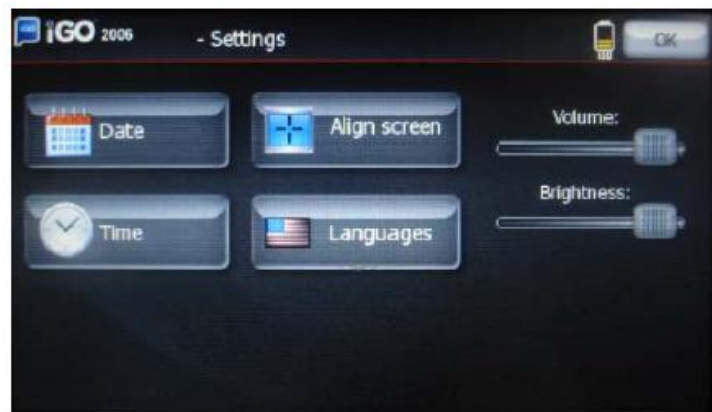 iGO 2006 - Settings OK
Date
Align screen
Volume:
Time
Languages
Brightness: